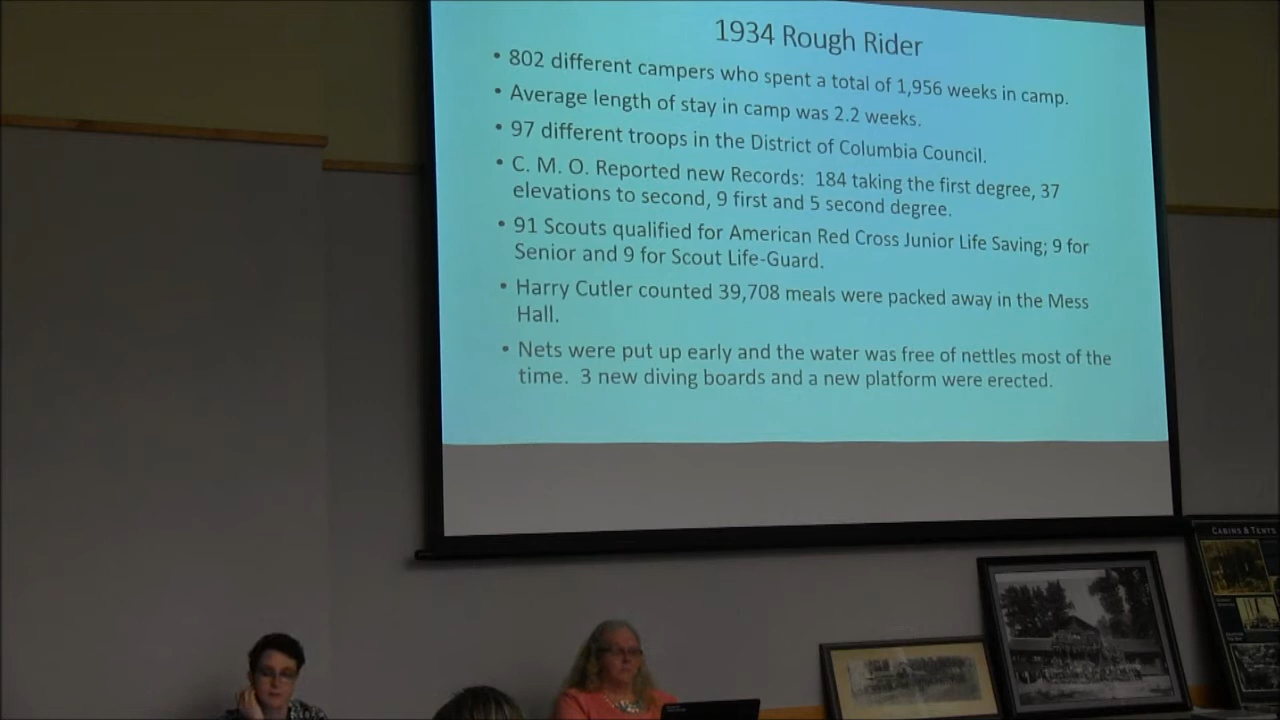 1934 Rough Rider
• 802 different campers who spent a total of 1,956 weeks in camp.
• Average length of stay in camp was 2.2 weeks.
• 97 different troops in the District of Columbia Council.
• C. M. O. Reported new Records: 184 taking the first degree, 37
elevations to second, 9 first and 5 second degree.
• 91 Scouts qualified for American Red Cross Junior Life Saving; 9 for
Senior and 9 for Scout Life-Guard.
• Harry Cutler counted 39,708 meals were packed away in the Mess
Hall.
• Nets were put up early and the water was free of nettles most of the
time. 3 new diving boards and a new platform were erected.
CABINS & TENTS